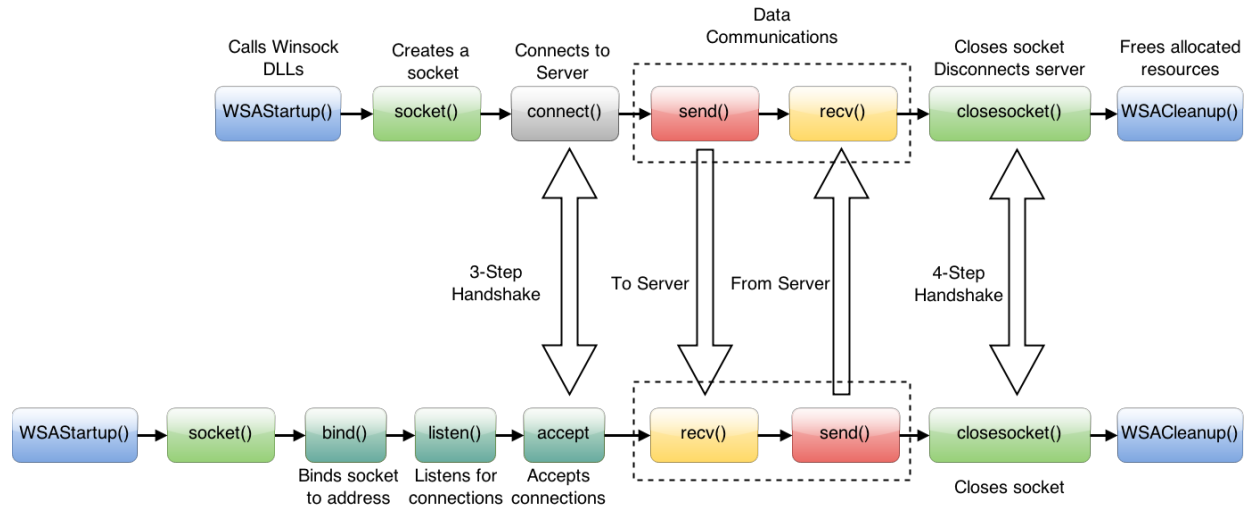 Data
Communications
Calls Winsock
DLLs
Creates a
socket
Connects to
Server
Closes socket
Disconnects server
Frees allocated
resources
WSAStartup()
socket()
connect()
send()
recv()
closesocket()
WSACleanup()
3-Step
Handshake
To Server
From Server
4-Step
Handshake
WSAStartup()
socket()
bind()
listen()
accept
recv()
send()
closesocket()
WSACleanup()
Binds socket
to address
Listens for
connections
Accepts
connections
Closes socket